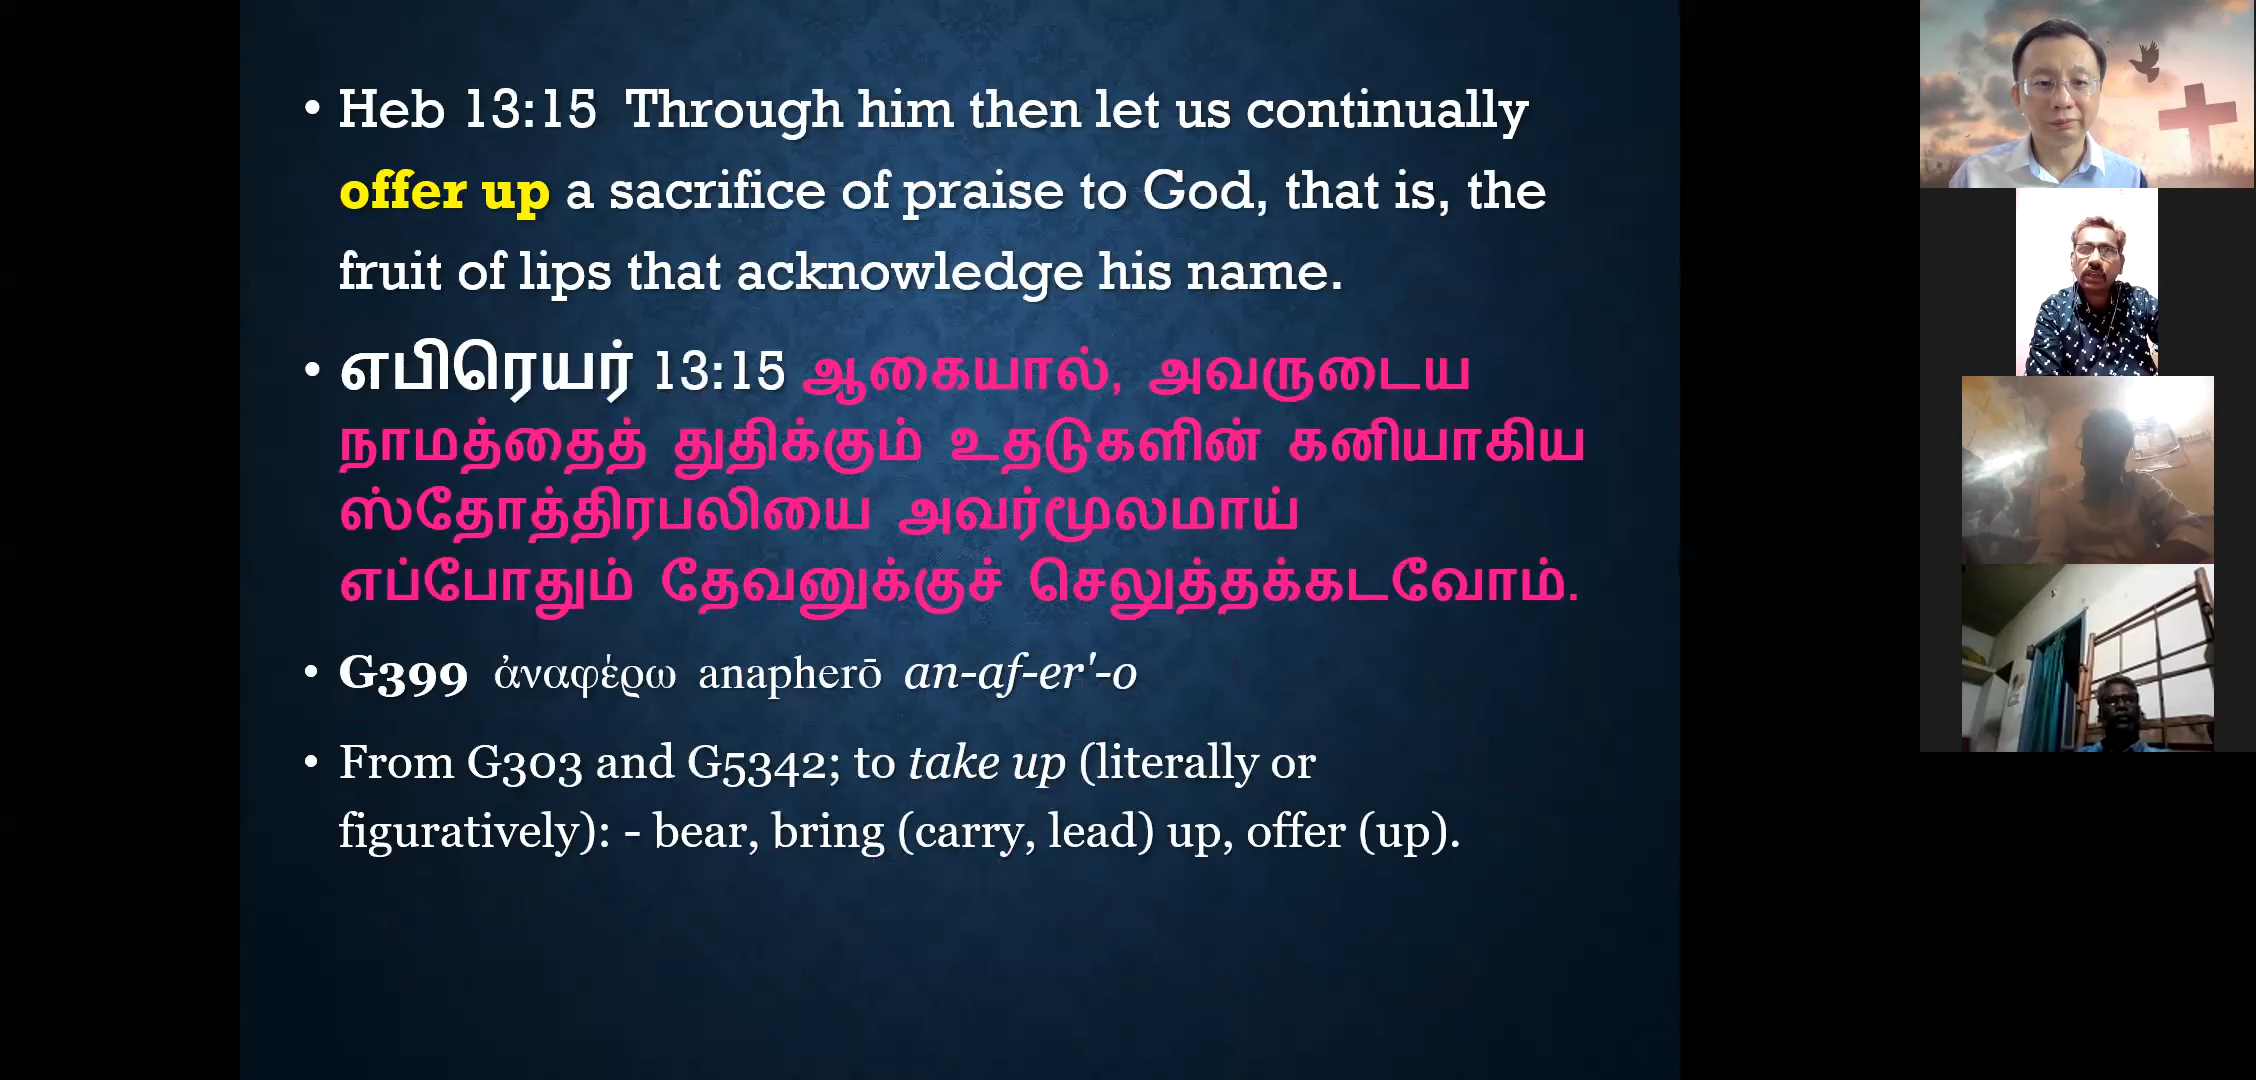 • Heb 13:15 Through him then let us continually
offer up a sacrifice of praise to God, that is, the
fruit of lips that acknowledge his name.
• எபிரெயர் 13:15 ஆகையால், அவருடைய
நாமத்தைத் துதிக்கும் உதடுகளின் கனியாகிய
ஸ்தோத்திரபலியை அவர்மூலமாய்
எப்போதும் தேவனுக்குச் செலுத்தக்கடவோம்.
• G399 ἀναφέρω anapherō an-af-er'-o
• From G303 and G5342; to take up (literally or
figuratively): - bear, bring (carry, lead) up, offer (up).